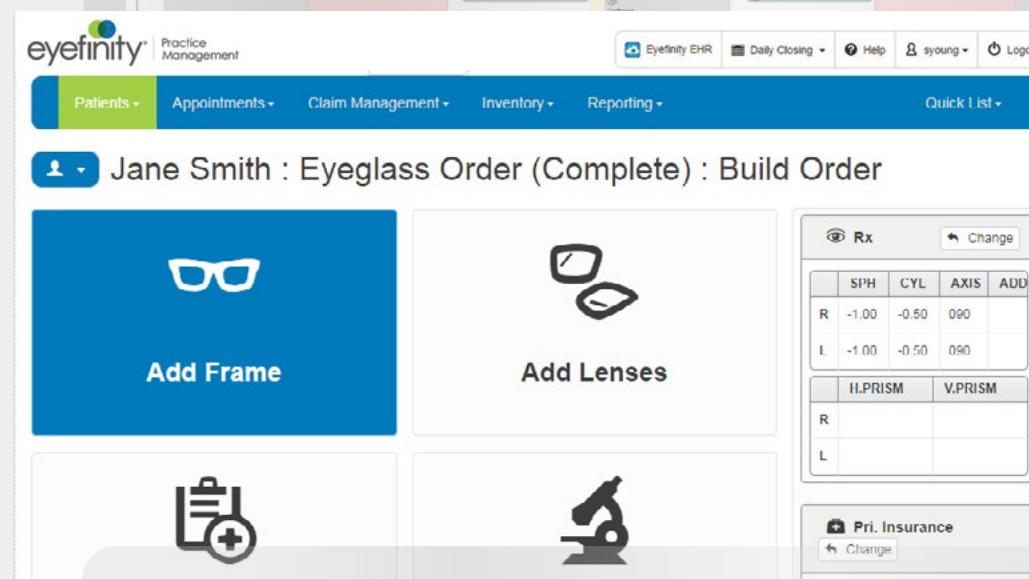 eyefinity Practice Management
Eyefinity EHR Daily Closing Help syoung
Patients Appointments Claim Management Inventory Reporting Quick List
Jane Smith : Eyeglass Order (Complete) : Build Order
Add Frame
Add Lenses
Rx Change
SPH CYL AXIS ADD
R -1.00 -0.50 090
L -1.00 -0.50 090
H.PRISM V.PRISM
R
L
Pri. Insurance
Change